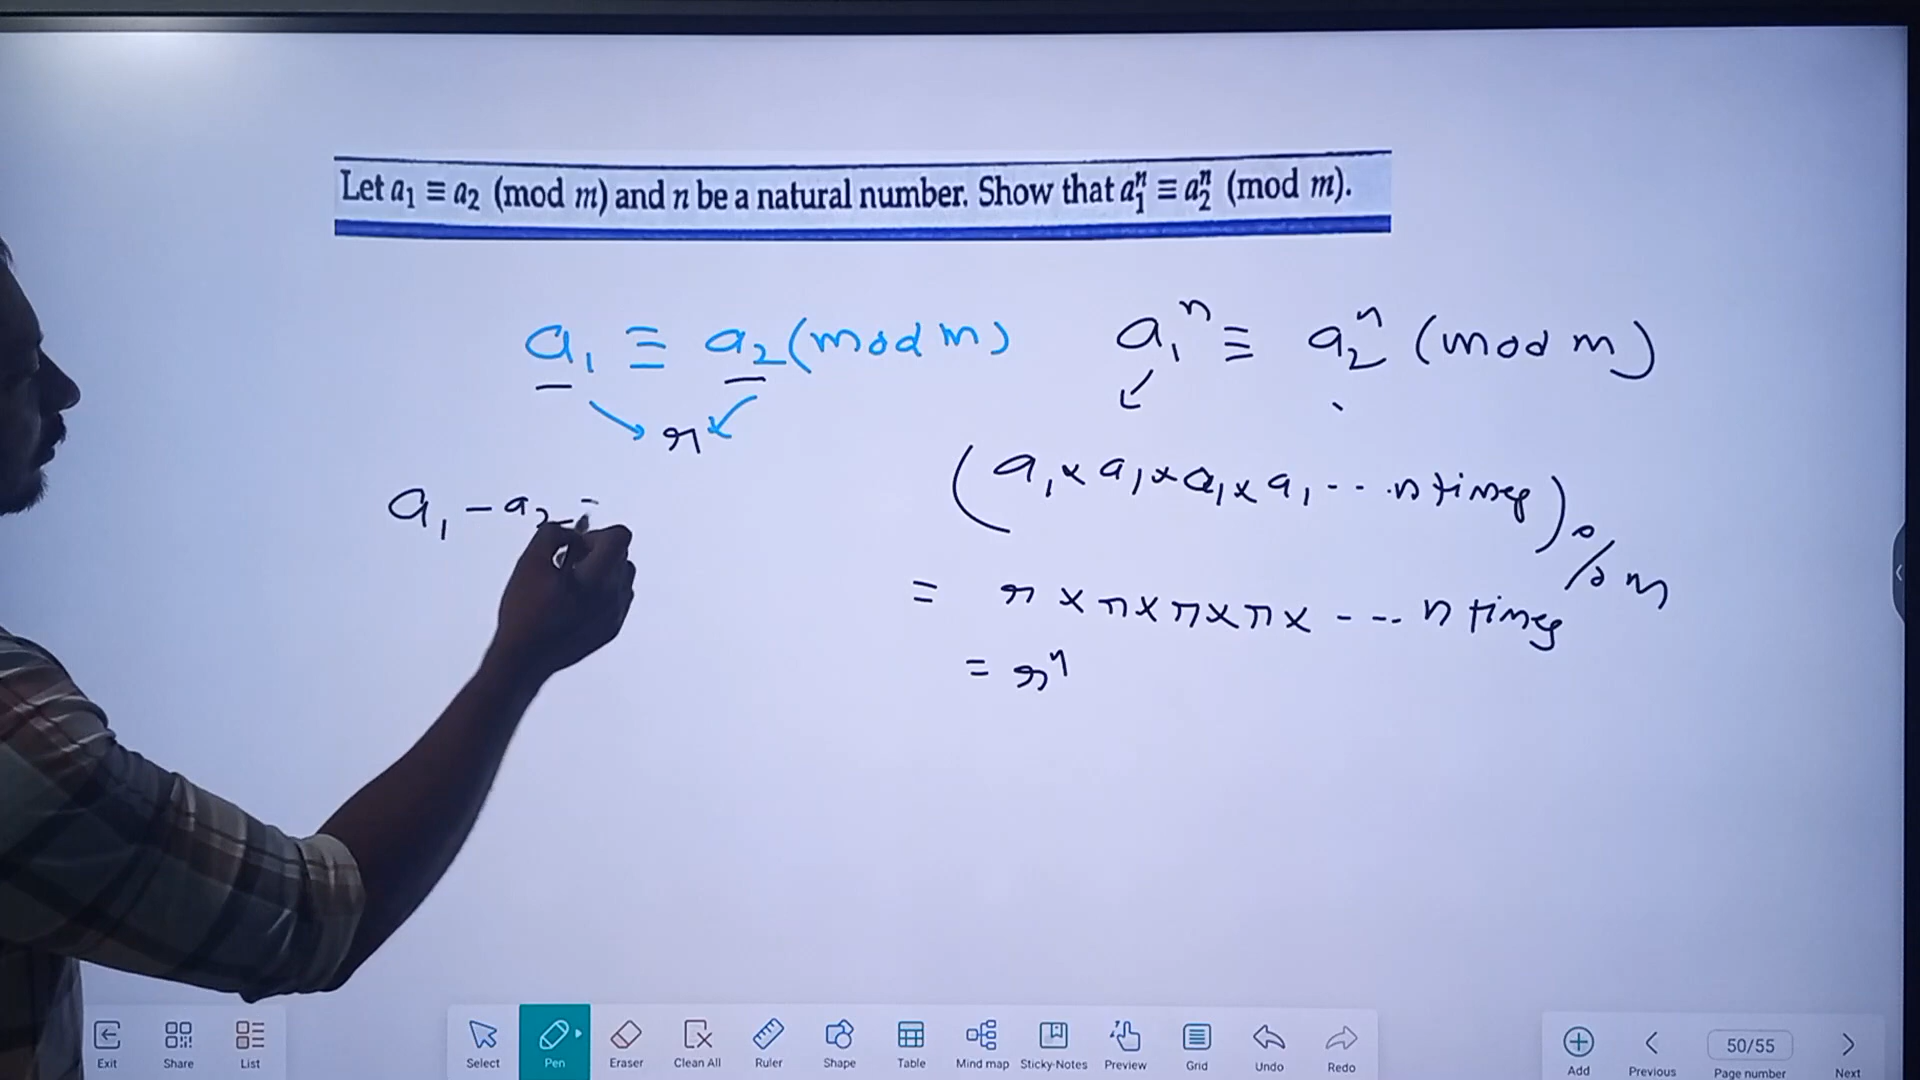 Let a₁ ≡ a₂ (mod m) and n be a natural number. Show that a₁ⁿ ≡ a₂ⁿ (mod m).
a₁ ≡ a₂ (mod m)
a₁ⁿ ≡ a₂ⁿ (mod m)
r
(a₁ × a₁ × a₁ × a₁ --- n times) % m
a₁ - a₂ =
= r × r × r × r × --- n times
= rⁿ
Exit Share List Select Pen Eraser Clean All Ruler Shape Table Mind map Sticky-Notes Preview Grid Undo Redo Add Previous 50/55 Page number Next